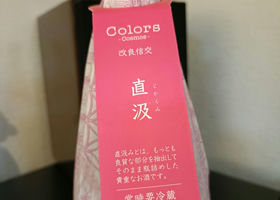 Colors
-Cosmos-
改良信交
直汲
じかくみ
直汲みとは、もっとも
良質な部分を抽出して
そのまま瓶詰めした
貴重なお酒です。
常時要冷蔵